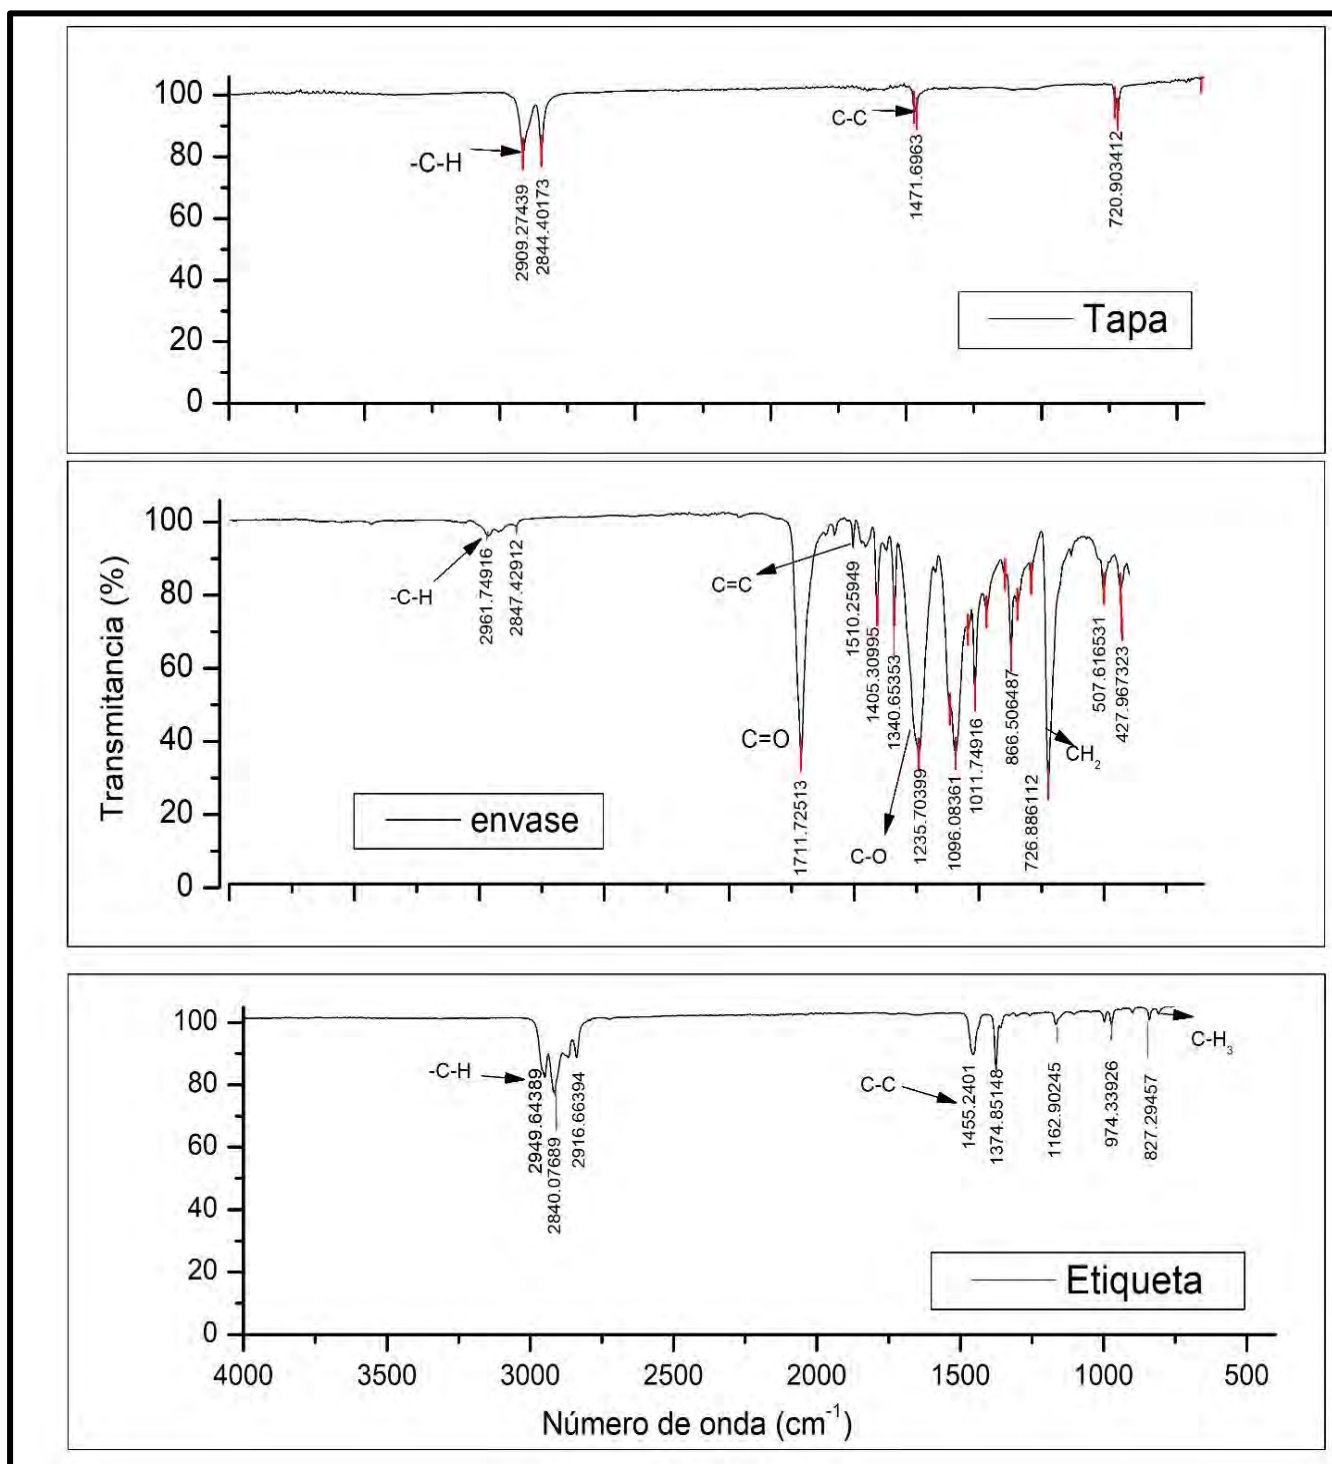 100
80
60
40
20
0
-C-H
2909.27439
2844.40173
C-C
1471.6963
720.903412
Tapa
Transmitancia (%)
100
80
60
40
20
0
-C-H
2961.74916
2847.42912
C=O
1711.72513
C=C
1510.25949
1405.30995
1340.65353
C-O
1235.70399
1096.08361
1011.74916
866.506487
726.886112
CH2
507.616531
427.967323
envase
100
80
60
40
20
0
-C-H
2949.64389
2840.07689
2916.66394
C-C
1455.2401
1374.85148
1162.90245
974.33926
827.29457
C-H3
Etiqueta
4000 3000 2500 2000 1500 1000 500
Número de onda (cm-1)